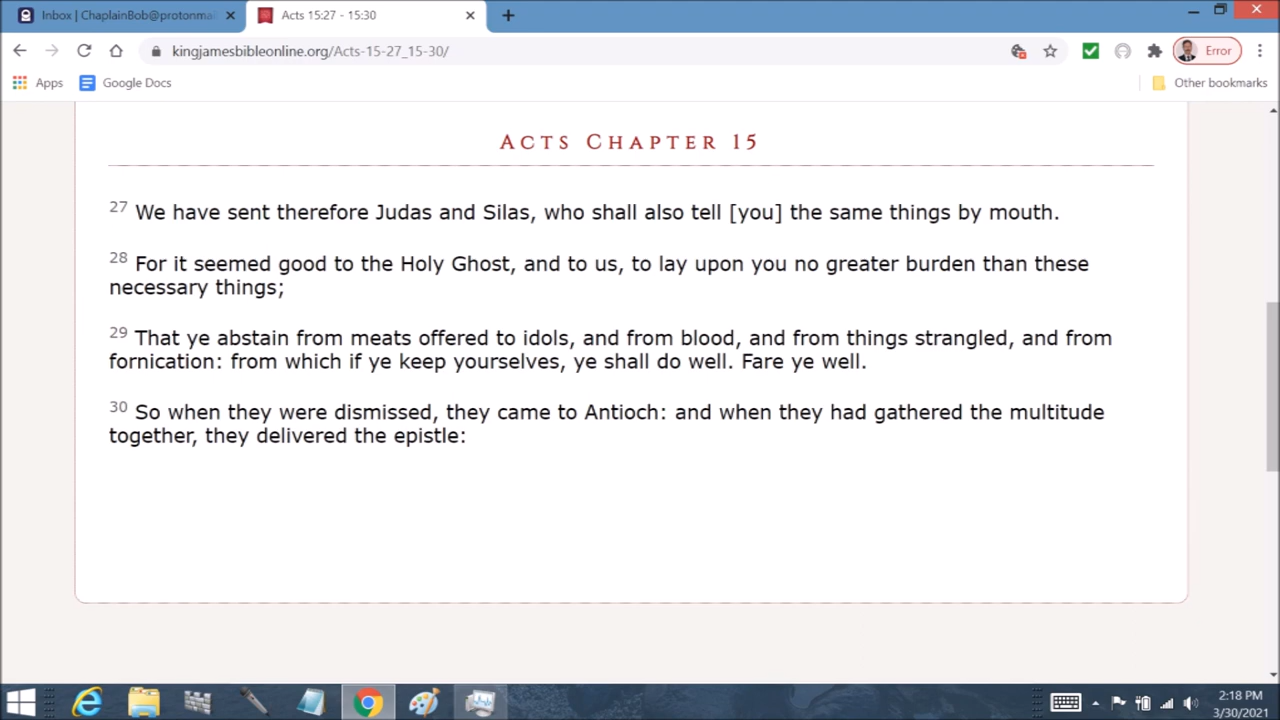 Inbox | ChaplainBob@protonmai
Acts 15:27 - 15:30
kingjamesbibleonline.org/Acts-15-27_15-30/
Error
Apps
Google Docs
Other bookmarks
Acts Chapter 15
27 We have sent therefore Judas and Silas, who shall also tell [you] the same things by mouth.
28 For it seemed good to the Holy Ghost, and to us, to lay upon you no greater burden than these
necessary things;
29 That ye abstain from meats offered to idols, and from blood, and from things strangled, and from
fornication: from which if ye keep yourselves, ye shall do well. Fare ye well.
30 So when they were dismissed, they came to Antioch: and when they had gathered the multitude
together, they delivered the epistle:
2:18 PM
3/30/2021